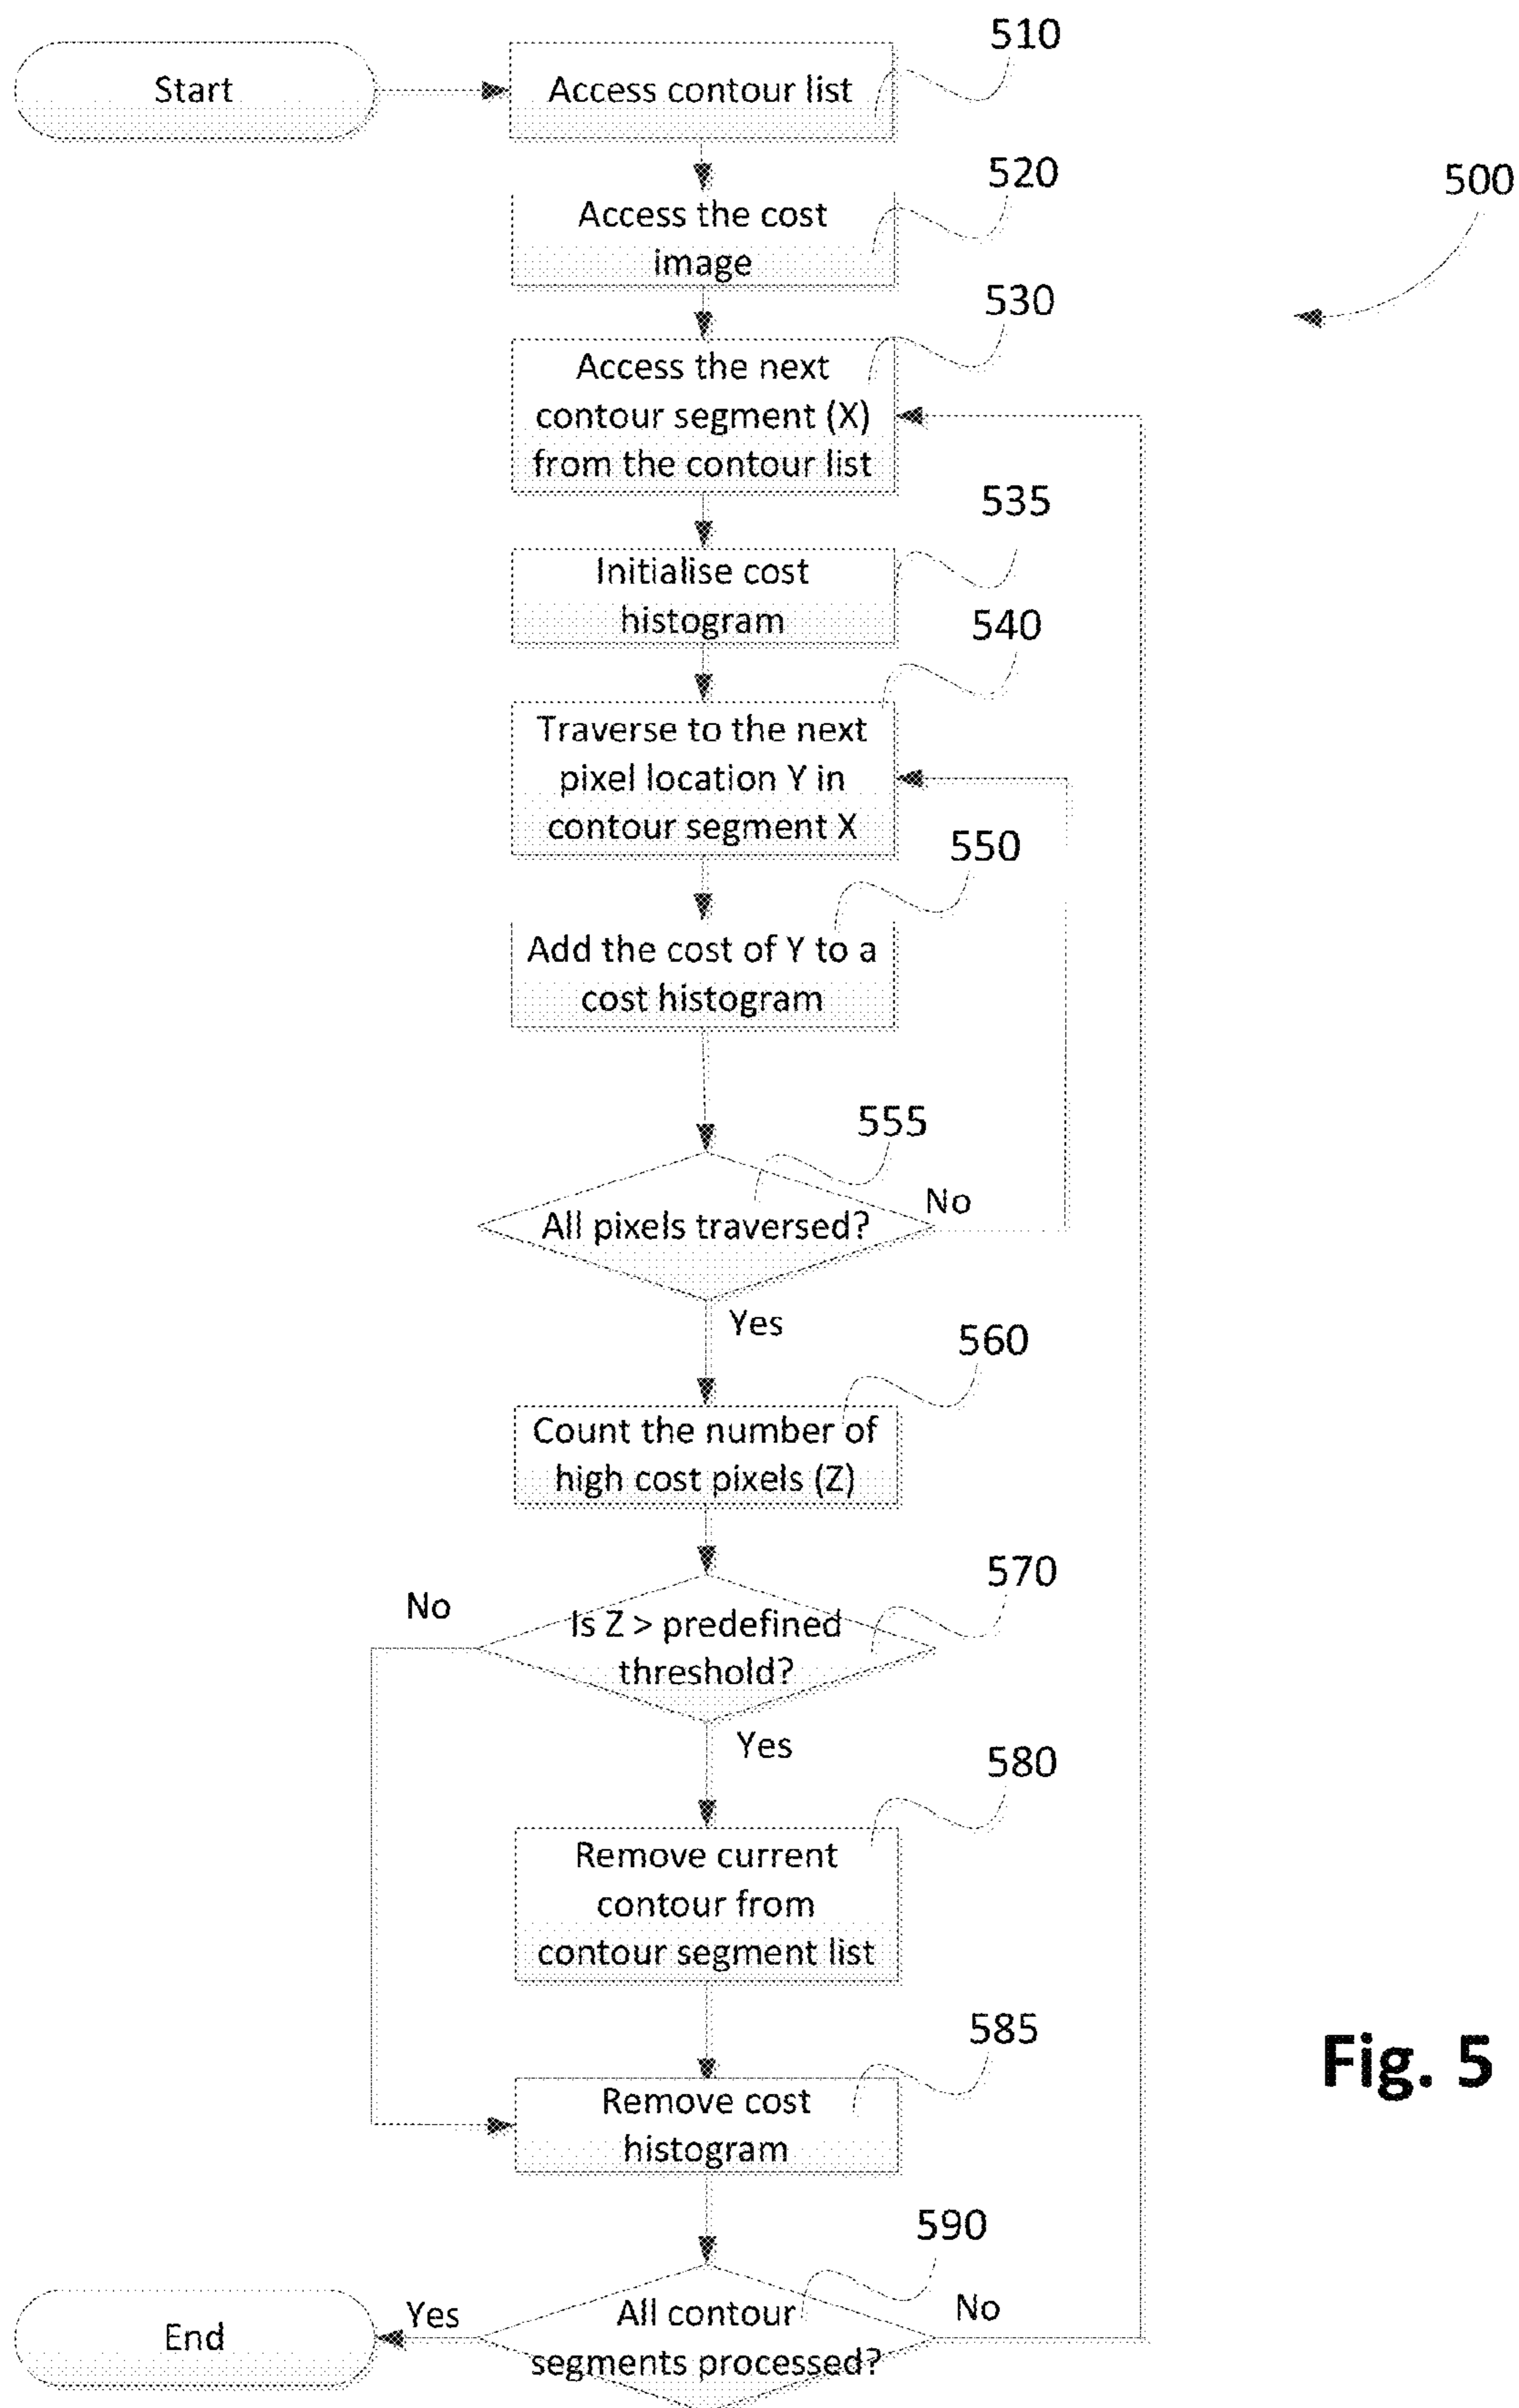 510
Start
Access contour list
520
500
Access the cost
image
530
Access the next
contour segment (X)
from the contour list
535
Initialise cost
histogram
540
Traverse to the next
pixel location Y in
contour segment X
550
Add the cost of Y to a
cost histogram
555
No
All pixels traversed?
Yes
560
Count the number of
high cost pixels (Z)
570
No
Is Z > predefined
threshold?
Yes
580
Remove current
contour from
contour segment list
585
Fig. 5
Remove cost
histogram
590
Yes
All contour
No
End
segments processed?